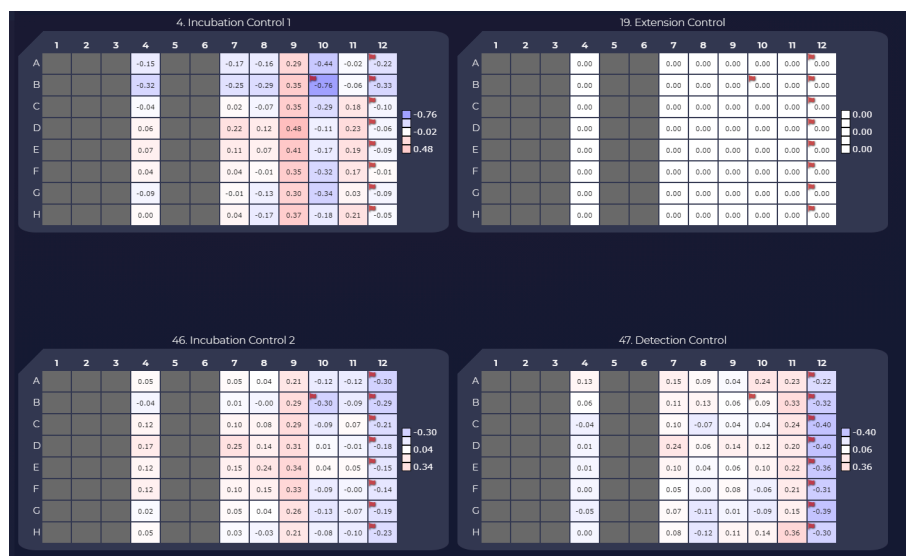 4. Incubation Control 1
1 2 3 4 5 6 7 8 9 10 11 12
A -0.15 -0.17 -0.16 0.29 -0.44 -0.02 -0.22
B -0.32 -0.25 -0.29 0.35 -0.76 -0.06 -0.33
C -0.04 0.02 -0.07 0.35 -0.29 0.18 -0.10
D 0.06 0.22 0.12 0.48 -0.11 0.23 -0.06
E 0.07 0.11 0.07 0.41 -0.17 0.19 -0.09
F 0.04 0.04 -0.01 0.35 -0.32 0.17 -0.01
G -0.09 -0.01 -0.13 0.30 -0.34 0.03 -0.09
H 0.00 0.04 -0.17 0.37 -0.18 0.21 -0.05
-0.76
-0.02
0.48
19. Extension Control
1 2 3 4 5 6 7 8 9 10 11 12
A 0.00 0.00 0.00 0.00 0.00 0.00 0.00
B 0.00 0.00 0.00 0.00 0.00 0.00 0.00
C 0.00 0.00 0.00 0.00 0.00 0.00 0.00
D 0.00 0.00 0.00 0.00 0.00 0.00 0.00
E 0.00 0.00 0.00 0.00 0.00 0.00 0.00
F 0.00 0.00 0.00 0.00 0.00 0.00 0.00
G 0.00 0.00 0.00 0.00 0.00 0.00 0.00
H 0.00 0.00 0.00 0.00 0.00 0.00 0.00
0.00
0.00
0.00
46. Incubation Control 2
1 2 3 4 5 6 7 8 9 10 11 12
A 0.05 0.05 0.04 0.21 -0.12 -0.12 -0.30
B -0.04 0.01 -0.00 0.29 -0.30 -0.09 -0.29
C 0.12 0.10 0.08 0.29 -0.09 0.07 -0.21
D 0.17 0.25 0.14 0.31 0.01 -0.01 -0.18
E 0.12 0.15 0.24 0.34 0.04 0.05 -0.15
F 0.12 0.10 0.15 0.33 -0.09 -0.00 -0.14
G 0.02 0.05 0.04 0.26 -0.13 -0.07 -0.19
H 0.05 0.03 -0.03 0.21 -0.08 -0.10 -0.23
-0.30
0.04
0.34
47. Detection Control
1 2 3 4 5 6 7 8 9 10 11 12
A 0.13 0.15 0.09 0.04 0.24 0.23 -0.22
B 0.06 0.11 0.13 0.06 0.09 0.33 -0.32
C -0.04 0.10 -0.07 0.04 0.04 0.24 -0.40
D 0.01 0.24 0.06 0.14 0.12 0.20 -0.40
E 0.01 0.10 0.04 0.06 0.10 0.22 -0.36
F 0.00 0.05 0.00 0.08 -0.06 0.21 -0.31
G -0.05 0.07 -0.11 0.01 -0.09 0.15 -0.39
H 0.00 0.08 -0.12 0.11 0.14 0.36 -0.30
-0.40
0.06
0.36